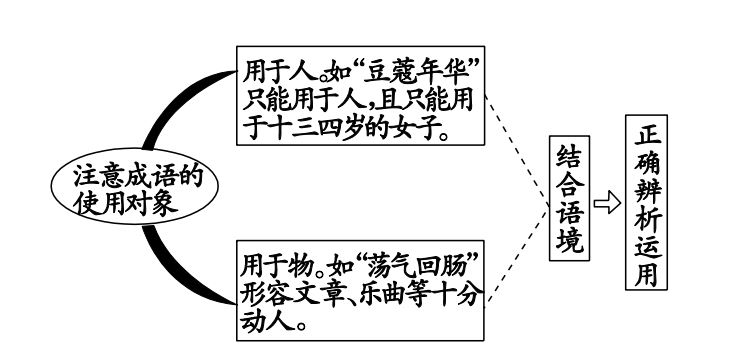 注意成语的
使用对象
用于人。如“豆蔻年华”
只能用于人，且只能用
于十三四岁的女子。
用于物。如“荡气回肠”
形容文章、乐曲等十分
动人。
结合语境
正确辨析运用